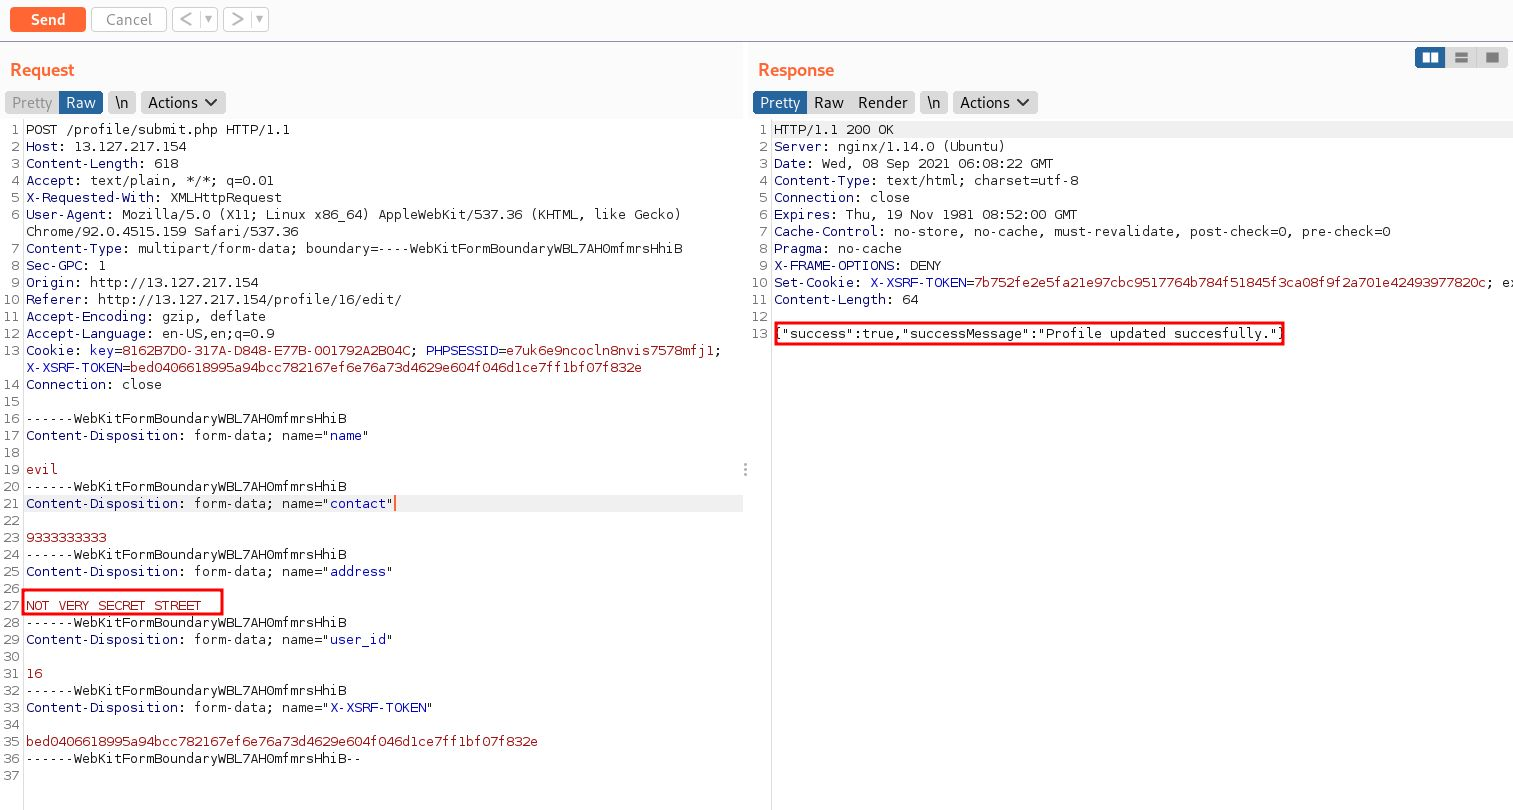 Send Cancel < ▼ > ▼
Request
Pretty Raw \n Actions
1 POST /profile/submit.php HTTP/1.1
2 Host: 13.127.217.154
3 Content-Length: 618
4 Accept: text/plain, */*; q=0.01
5 X-Requested-With: XMLHttpRequest
6 User-Agent: Mozilla/5.0 (X11; Linux x86_64) AppleWebKit/537.36 (KHTML, like Gecko)
Chrome/92.0.4515.159 Safari/537.36
7 Content-Type: multipart/form-data; boundary=----WebKitFormBoundaryWBL7AHOmfmrsHhiB
8 Sec-GPC: 1
9 Origin: http://13.127.217.154
10 Referer: http://13.127.217.154/profile/16/edit/
11 Accept-Encoding: gzip, deflate
12 Accept-Language: en-US,en;q=0.9
13 Cookie: key=8162B7D0-317A-D848-E77B-001792A2B04C; PHPSESSID=e7uk6e9ncocln8nvis7578mfj1;
X-XSRF-TOKEN=bed0406618995a94bcc782167ef6e76a73d4629e604f046d1ce7ff1bf07f832e
14 Connection: close
15
16 ------WebKitFormBoundaryWBL7AHOmfmrsHhiB
17 Content-Disposition: form-data; name="name"
18
19 evil
20 ------WebKitFormBoundaryWBL7AHOmfmrsHhiB
21 Content-Disposition: form-data; name="contact"
22
23 9333333333
24 ------WebKitFormBoundaryWBL7AHOmfmrsHhiB
25 Content-Disposition: form-data; name="address"
26
27 NOT VERY SECRET STREET
28 ------WebKitFormBoundaryWBL7AHOmfmrsHhiB
29 Content-Disposition: form-data; name="user_id"
30
31 16
32 ------WebKitFormBoundaryWBL7AHOmfmrsHhiB
33 Content-Disposition: form-data; name="X-XSRF-TOKEN"
34
35 bed0406618995a94bcc782167ef6e76a73d4629e604f046d1ce7ff1bf07f832e
36 ------WebKitFormBoundaryWBL7AHOmfmrsHhiB--
37
Response
Pretty Raw Render \n Actions
1 HTTP/1.1 200 OK
2 Server: nginx/1.14.0 (Ubuntu)
3 Date: Wed, 08 Sep 2021 06:08:22 GMT
4 Content-Type: text/html; charset=utf-8
5 Connection: close
6 Expires: Thu, 19 Nov 1981 08:52:00 GMT
7 Cache-Control: no-store, no-cache, must-revalidate, post-check=0, pre-check=0
8 Pragma: no-cache
9 X-FRAME-OPTIONS: DENY
10 Set-Cookie: X-XSRF-TOKEN=7b752fe2e5fa21e97cbc9517764b784f51845f3ca08f9f2a701e42493977820c; ex
11 Content-Length: 64
12
13 {"success":true,"successMessage":"Profile updated succesfully."}